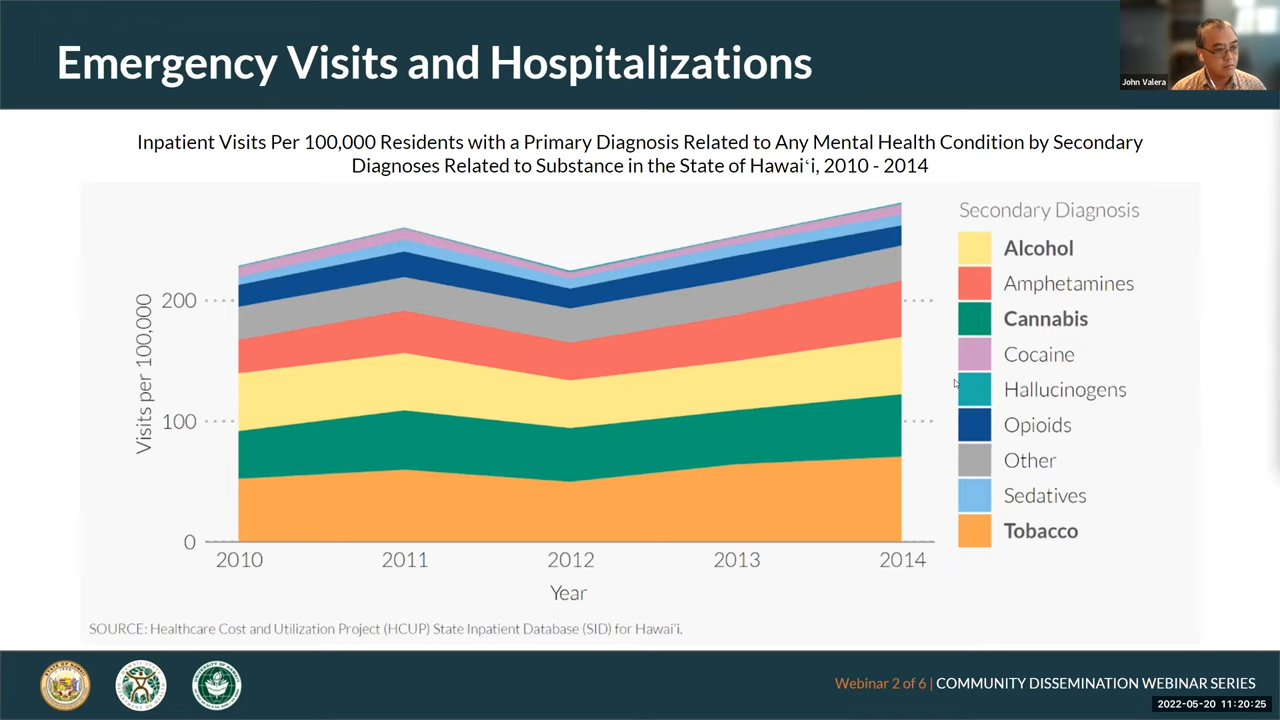 Emergency Visits and Hospitalizations
John Valera
Inpatient Visits Per 100,000 Residents with a Primary Diagnosis Related to Any Mental Health Condition by Secondary
Diagnoses Related to Substance in the State of Hawaiʻi, 2010 - 2014
Visits per 100,000
200
100
0
2010
2011
2012
2013
2014
Year
Secondary Diagnosis
Alcohol
Amphetamines
Cannabis
Cocaine
Hallucinogens
Opioids
Other
Sedatives
Tobacco
SOURCE: Healthcare Cost and Utilization Project (HCUP) State Inpatient Database (SID) for Hawai'i.
Webinar 2 of 6 | COMMUNITY DISSEMINATION WEBINAR SERIES
2022-05-20 11:20:25